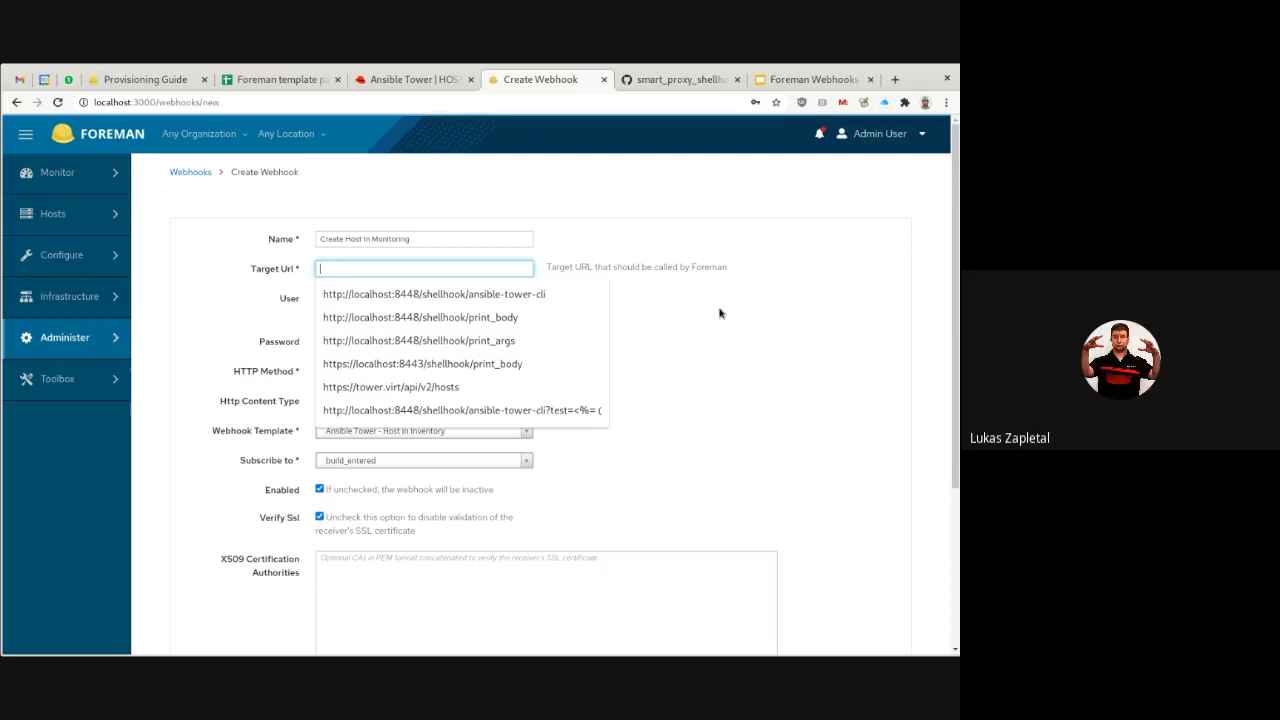 Provisioning Guide
Foreman template pa
Ansible Tower | HOS
Create Webhook
smart_proxy_shellho
Foreman Webhooks
localhost:3000/webhooks/new
FOREMAN
Any Organization
Any Location
Admin User
Monitor
Hosts
Configure
Infrastructure
Administer
Toolbox
Webhooks > Create Webhook
Name * Create Host in Monitoring
Target Url * Target URL that should be called by Foreman
User
Password
HTTP Method *
Http Content Type
http://localhost:8448/shellhook/ansible-tower-cli
http://localhost:8448/shellhook/print_body
http://localhost:8448/shellhook/print_args
https://localhost:8443/shellhook/print_body
https://tower.virt/api/v2/hosts
http://localhost:8448/shellhook/ansible-tower-cli?test=<%= (
Webhook Template * Ansible Tower - Host in Inventory
Subscribe to * build_entered
Enabled If unchecked, the webhook will be inactive
Verify Ssl Uncheck this option to disable validation of the
receiver's SSL certificate
X509 Certification
Authorities
Optional CAs in PEM format concatenated to verify the receiver's SSL certificate
Lukas Zapletal